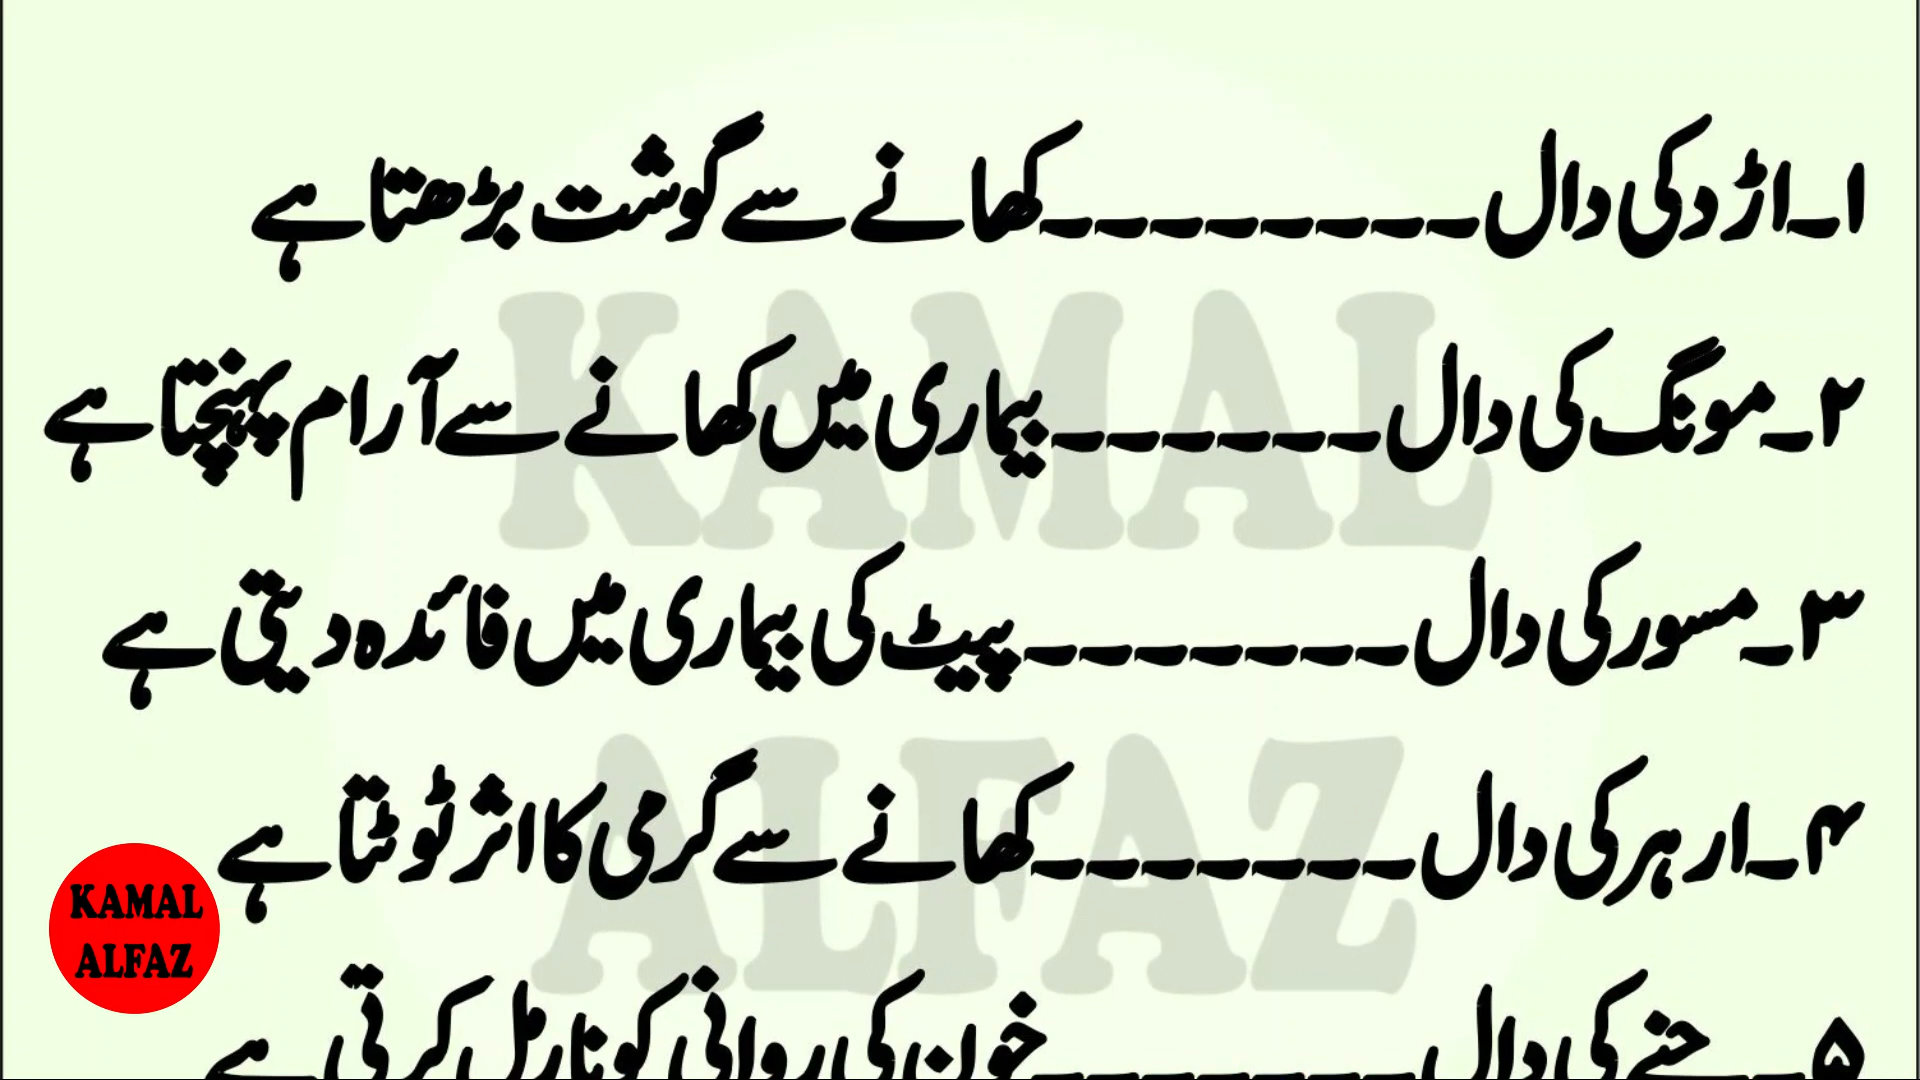 ۱۔اڑد کی دال۔۔۔۔۔۔۔۔کھانے سے گوشت بڑھتا ہے
۲۔مونگ کی دال۔۔۔۔۔۔بیماری میں کھانے سے آرام پہنچتا ہے
۳۔مسور کی دال۔۔۔۔۔۔۔پیٹ کی بیماری میں فائدہ دیتی ہے
۴۔ارہر کی دال۔۔۔۔۔۔۔کھانے سے گرمی کا اثر ٹوٹتا ہے
۵۔چنے کی دال۔۔۔۔۔۔۔خون کی روانی کو نارمل کرتی ہے
KAMAL
ALFAZ
KAMAL
ALFAZ